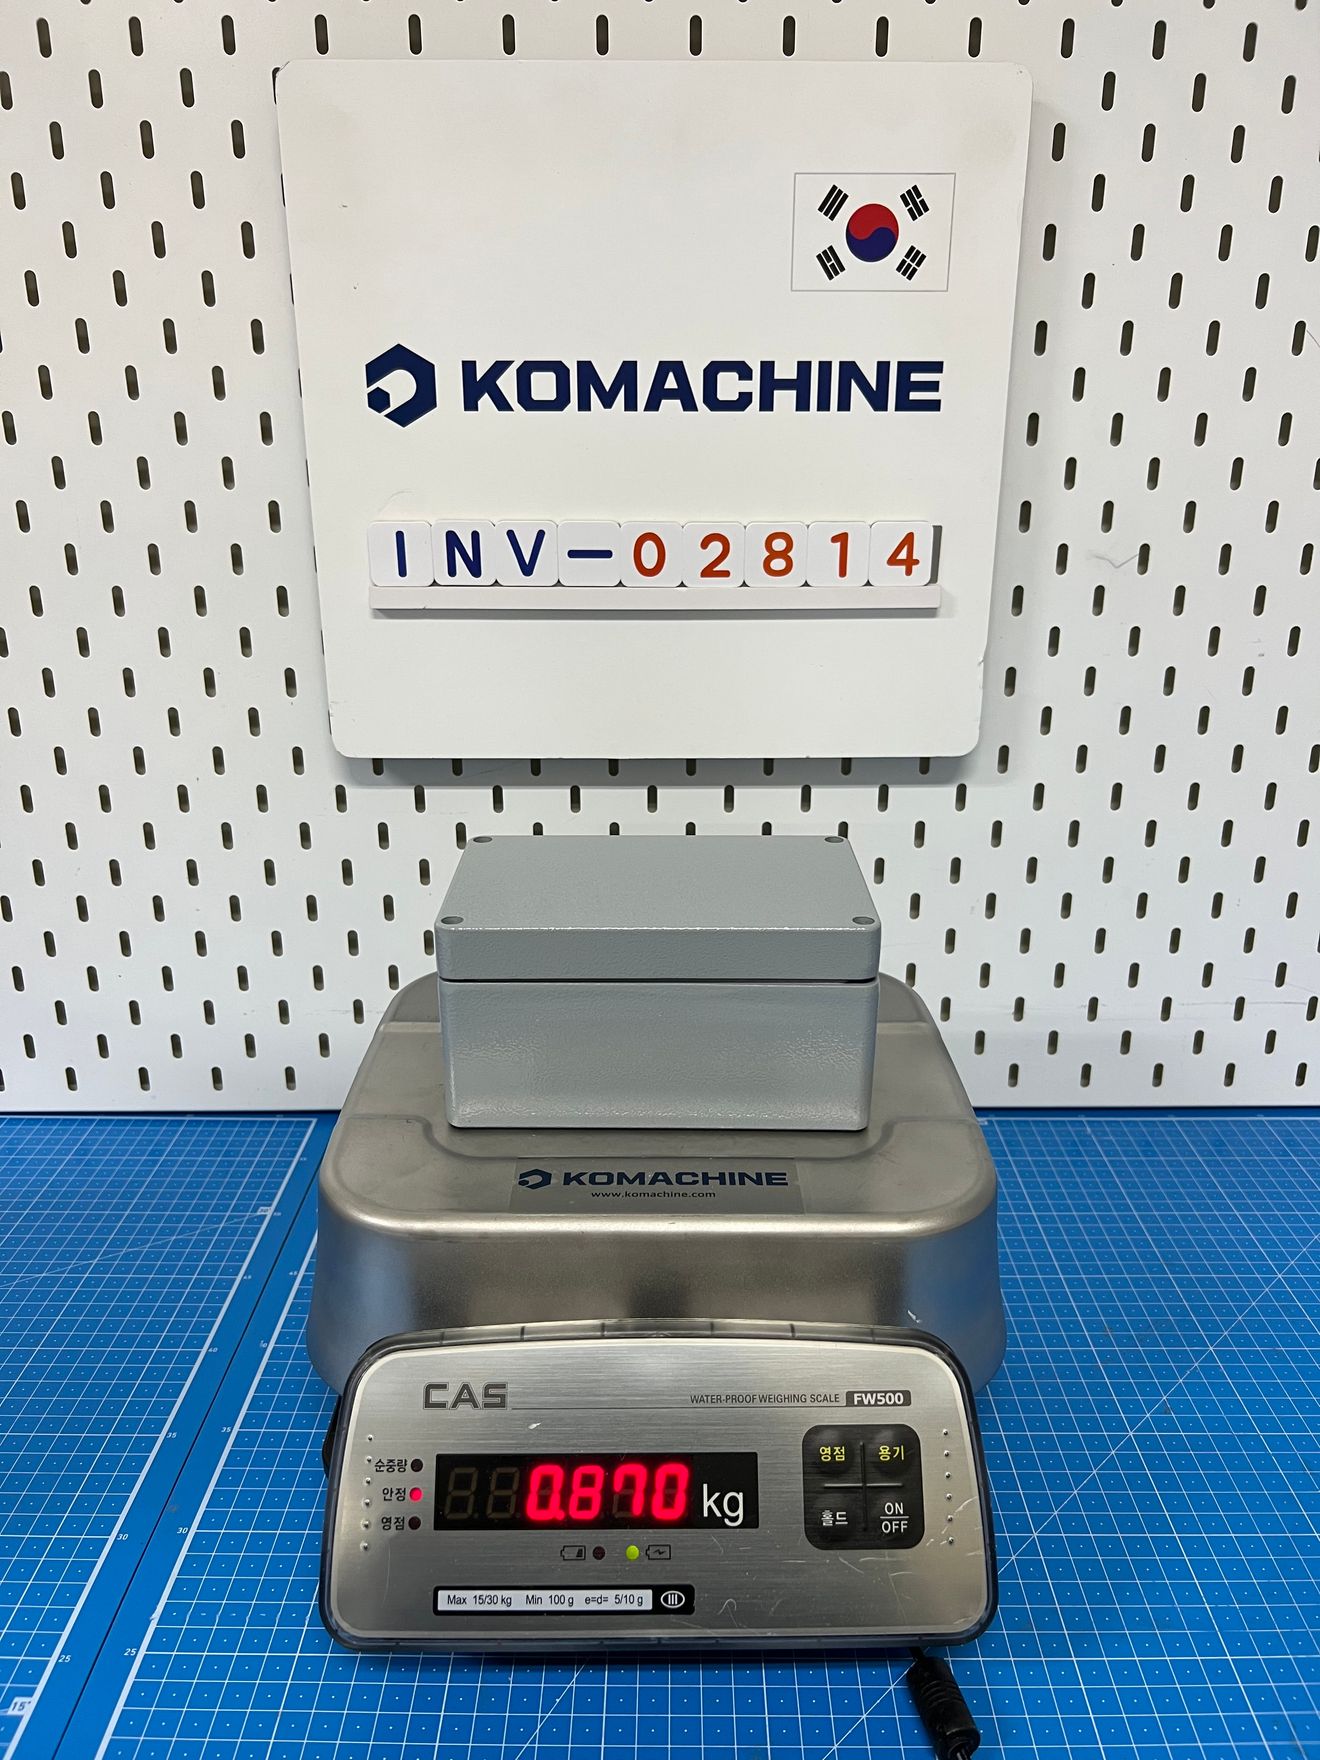 KOMACHINE
INV-02814
KOMACHINE
www.komachine.com
CAS
WATER-PROOF WEIGHING SCALE FW500
순중량
안정
영점
0.870 kg
영점 용기
홀드 ON
OFF
Max 15/30 kg Min 100 g e=d= 5/10 g III